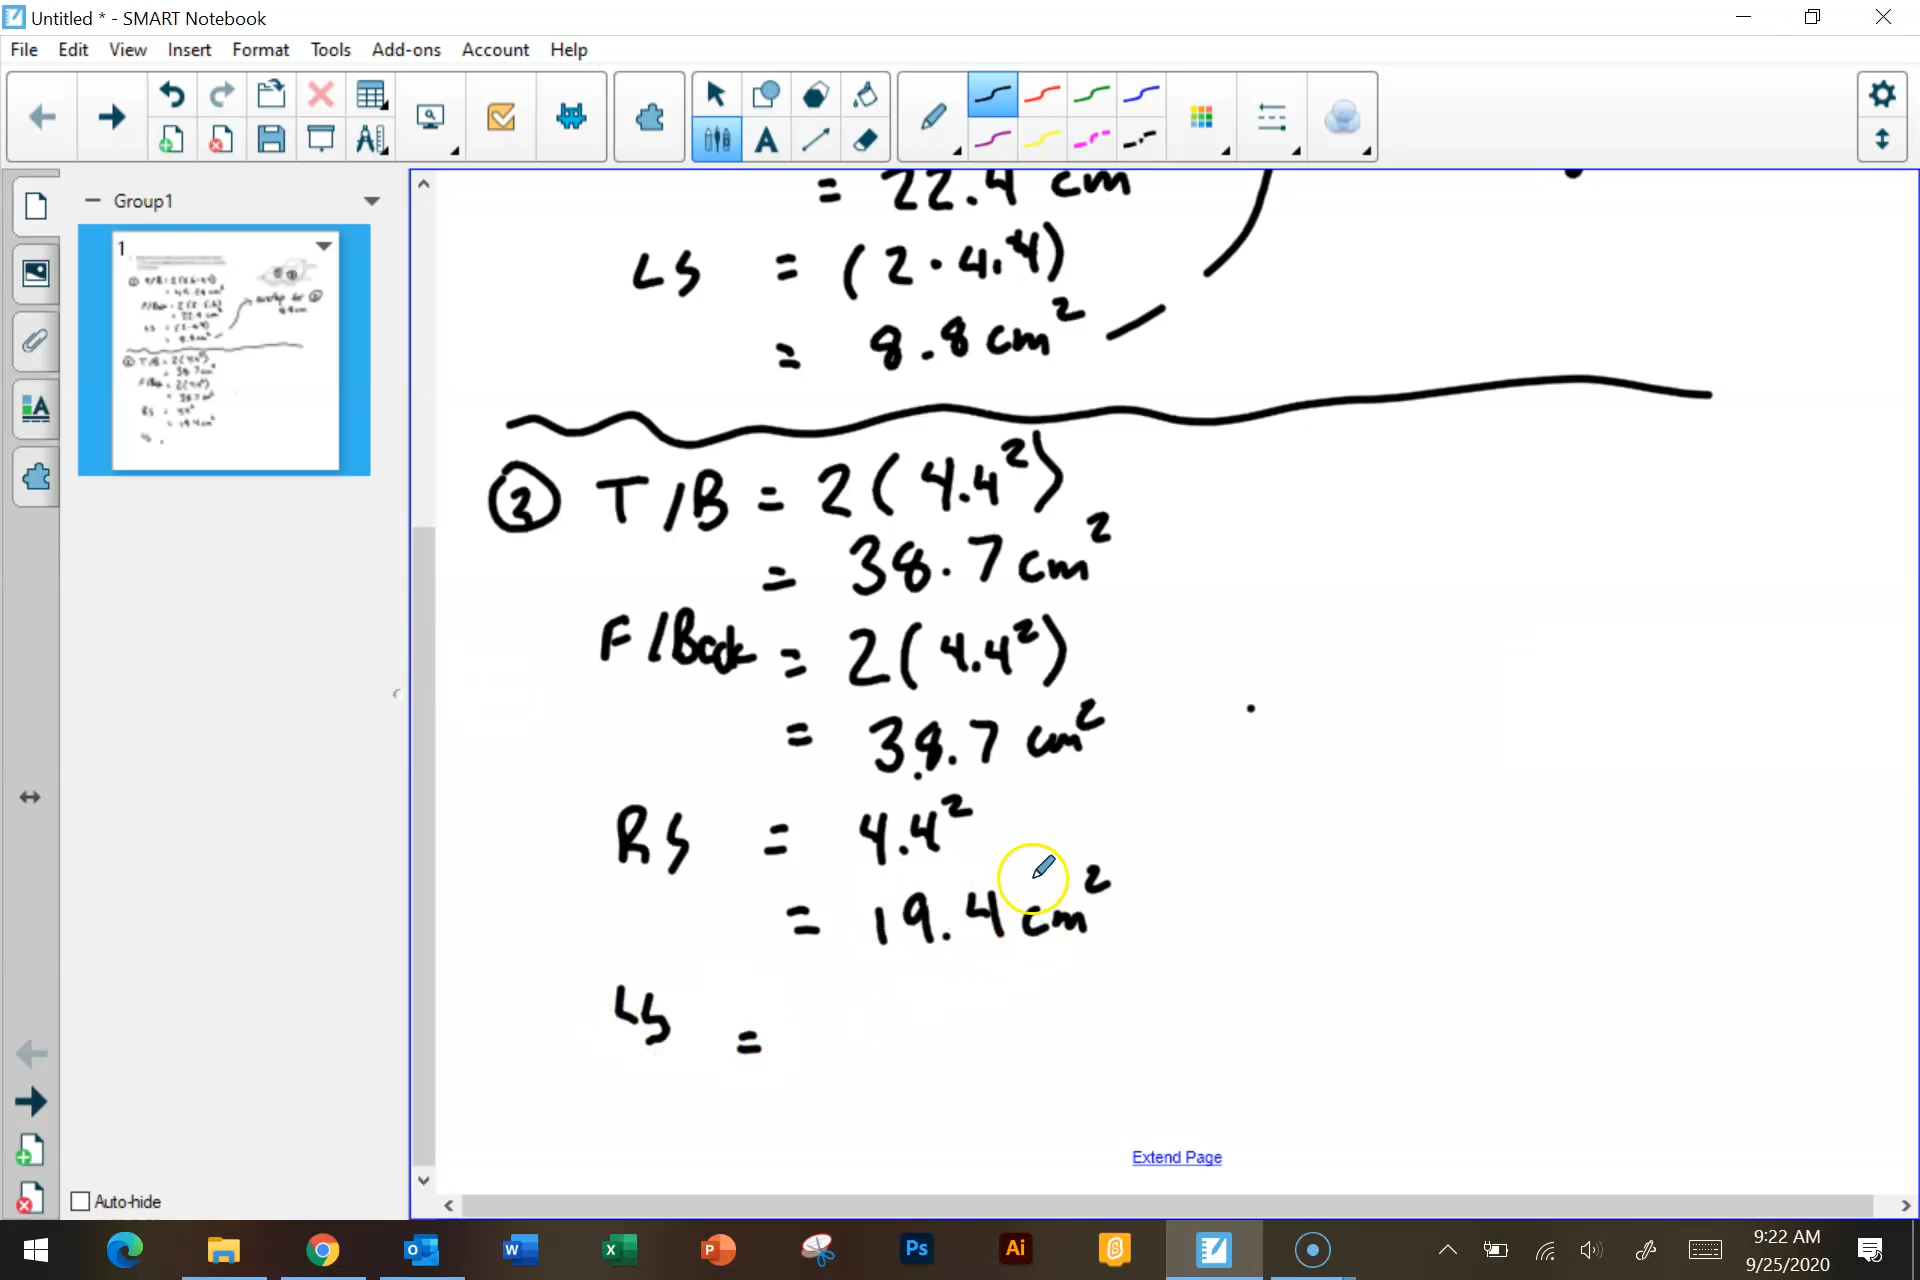 Untitled * - SMART Notebook
File Edit View Insert Format Tools Add-ons Account Help
Group1
1
= 22.4 cm
LS = (2 · 4.4)
= 8.8 cm²
② T/B = 2(4.4²)
= 38.7 cm²
F/Back = 2(4.4²)
= 38.7 cm²
RS = 4.4²
= 19.4 cm²
LS =
Extend Page
Auto-hide
9:22 AM
9/25/2020